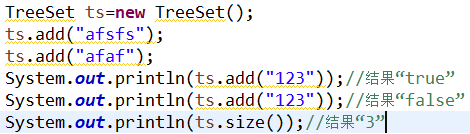 TreeSet ts=new TreeSet();
ts.add("afsfs");
ts.add("afaf");
System.out.println(ts.add("123"));//结果“true”
System.out.println(ts.add("123"));//结果“false”
System.out.println(ts.size());//结果“3”